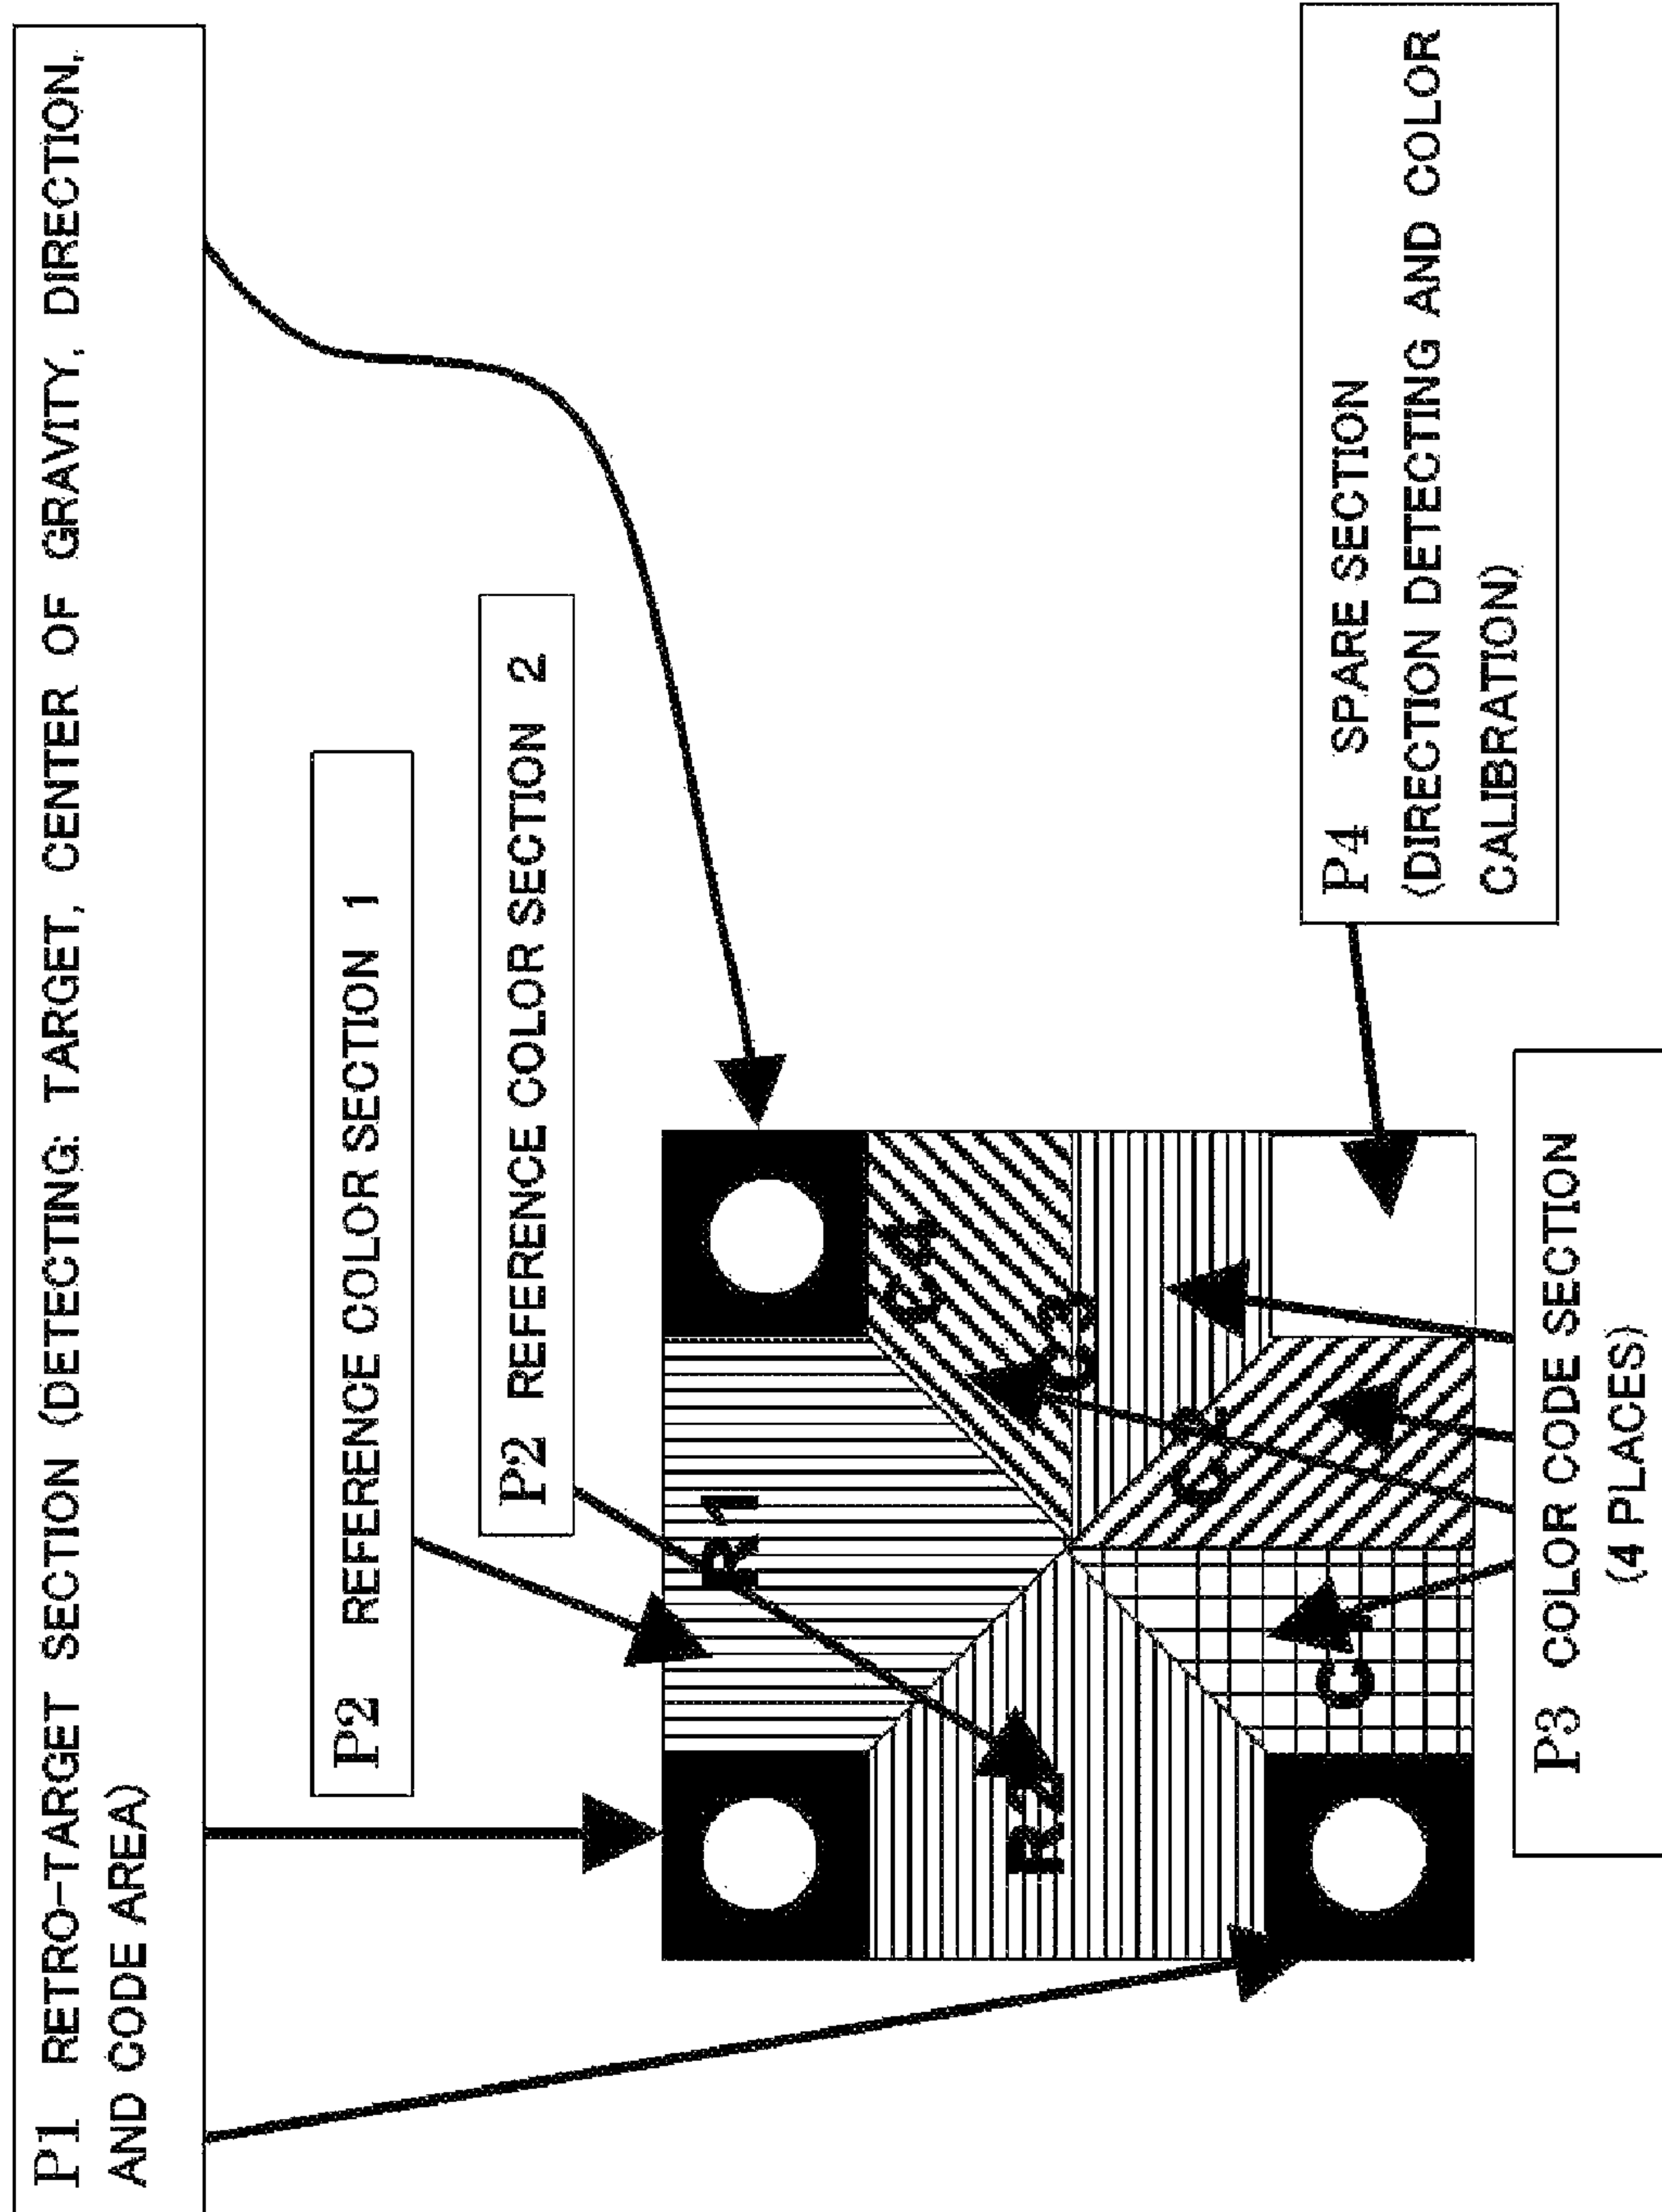 P1 RETRO-TARGET SECTION (DETECTING: TARGET, CENTER OF GRAVITY, DIRECTION,
AND CODE AREA)
P2 REFERENCE COLOR SECTION 1
P2 REFERENCE COLOR SECTION 2
R1
R2
C4
C3
C2
C1
P4 SPARE SECTION
(DIRECTION DETECTING AND COLOR
CALIBRATION)
P3 COLOR CODE SECTION
(4 PLACES)